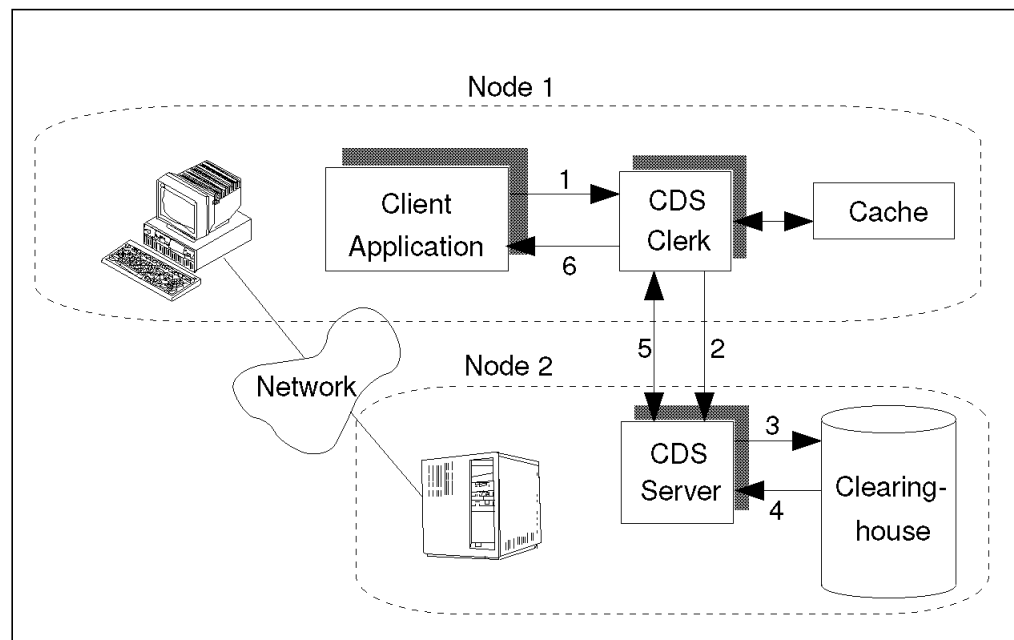 Node 1
Client
Application
1
6
CDS
Clerk
Cache
5
2
Network
Node 2
CDS
Server
3
4
Clearing-
house